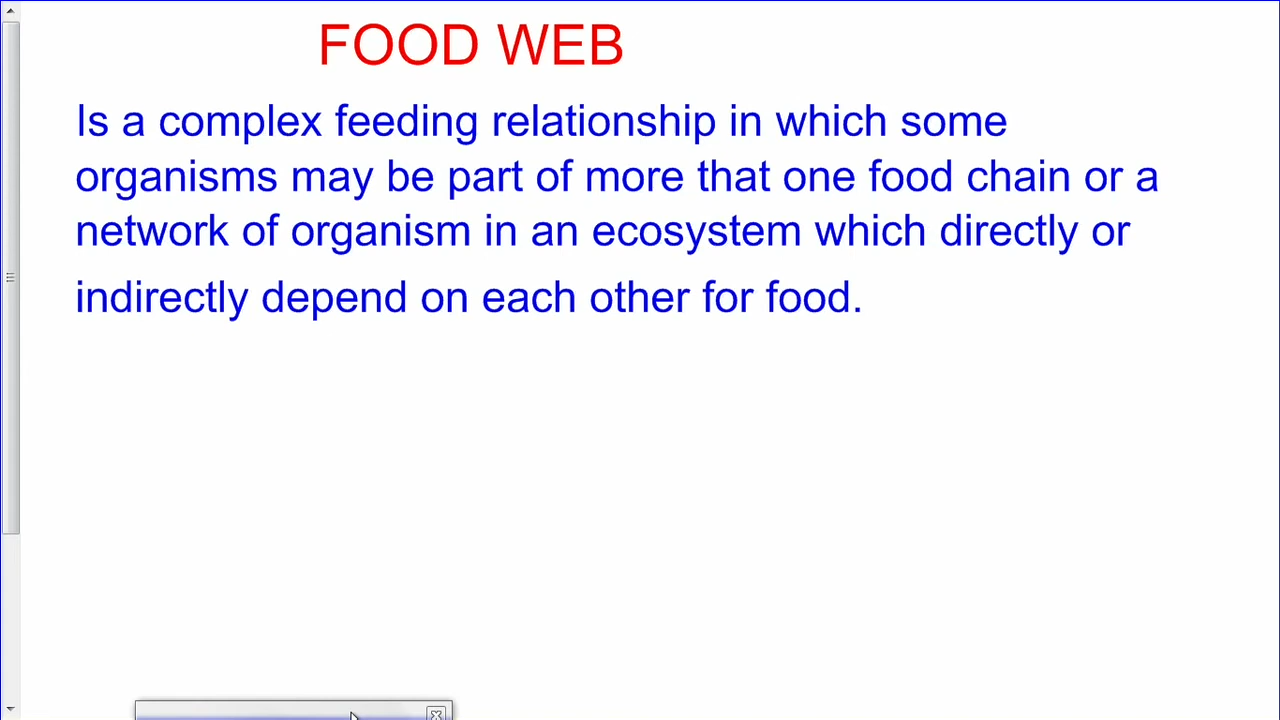 FOOD WEB
Is a complex feeding relationship in which some
organisms may be part of more that one food chain or a
network of organism in an ecosystem which directly or
indirectly depend on each other for food.